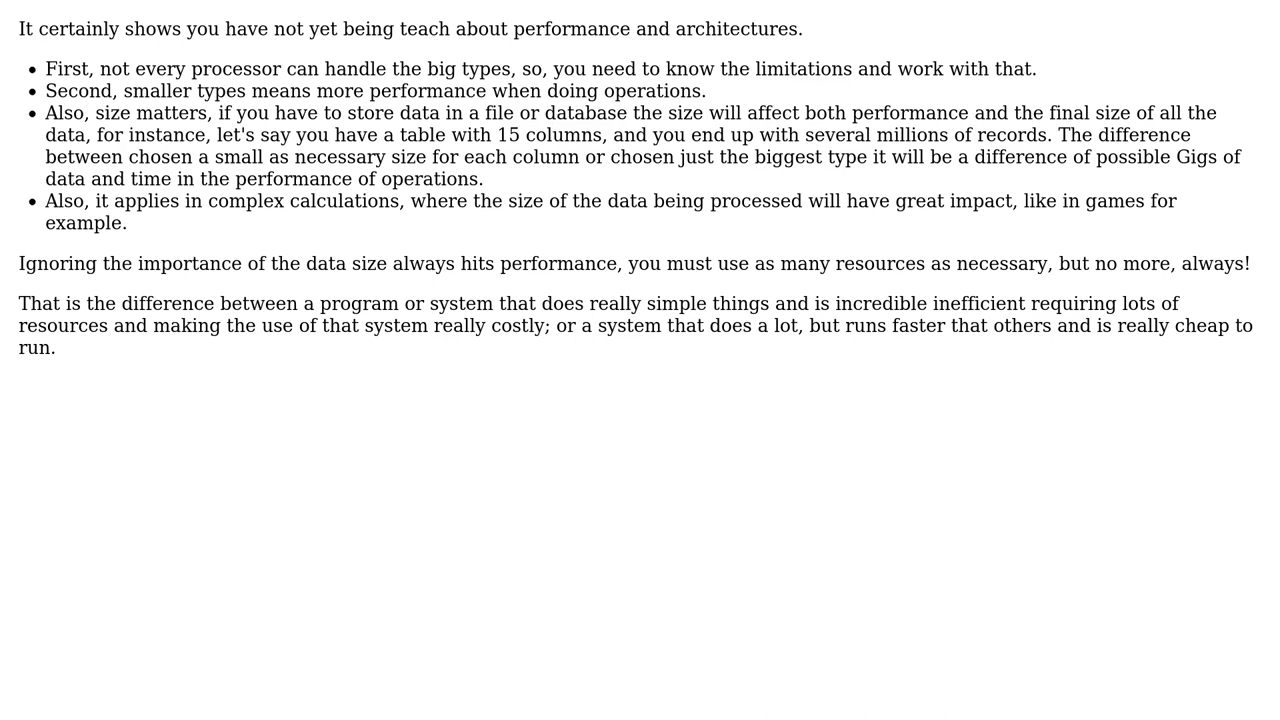 It certainly shows you have not yet being teach about performance and architectures.
• First, not every processor can handle the big types, so, you need to know the limitations and work with that.
• Second, smaller types means more performance when doing operations.
• Also, size matters, if you have to store data in a file or database the size will affect both performance and the final size of all the
data, for instance, let's say you have a table with 15 columns, and you end up with several millions of records. The difference
between chosen a small as necessary size for each column or chosen just the biggest type it will be a difference of possible Gigs of
data and time in the performance of operations.
• Also, it applies in complex calculations, where the size of the data being processed will have great impact, like in games for
example.
Ignoring the importance of the data size always hits performance, you must use as many resources as necessary, but no more, always!
That is the difference between a program or system that does really simple things and is incredible inefficient requiring lots of
resources and making the use of that system really costly; or a system that does a lot, but runs faster that others and is really cheap to
run.